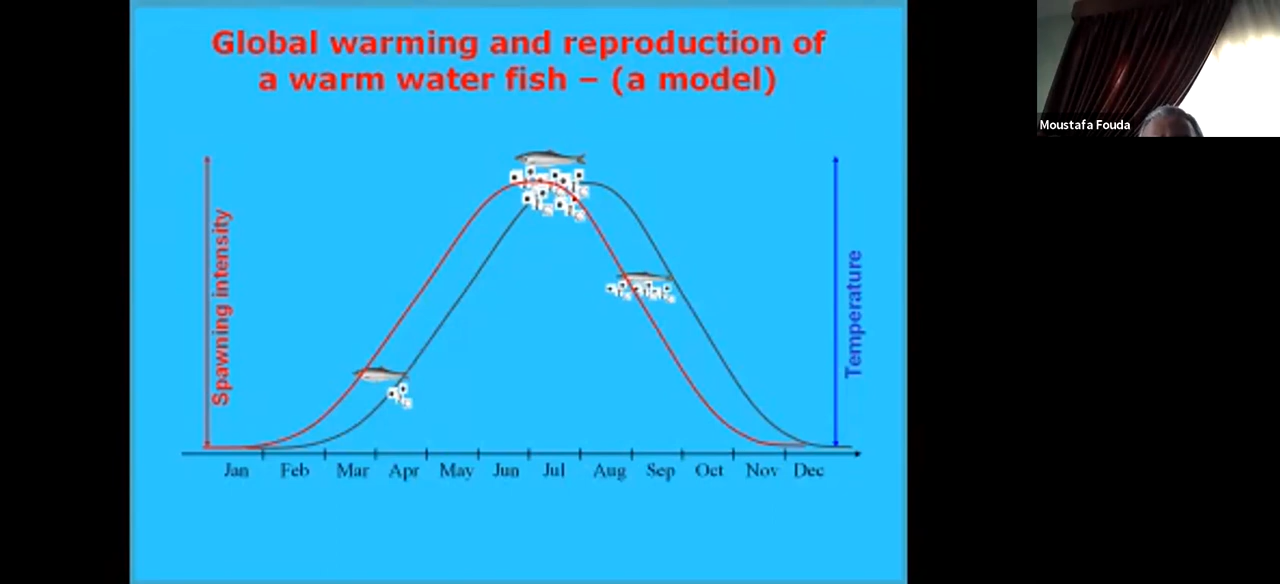 Global warming and reproduction of
a warm water fish – (a model)
Moustafa Fouda
Spawning intensity
Temperature
Jan Feb Mar Apr May Jun Jul Aug Sep Oct Nov Dec